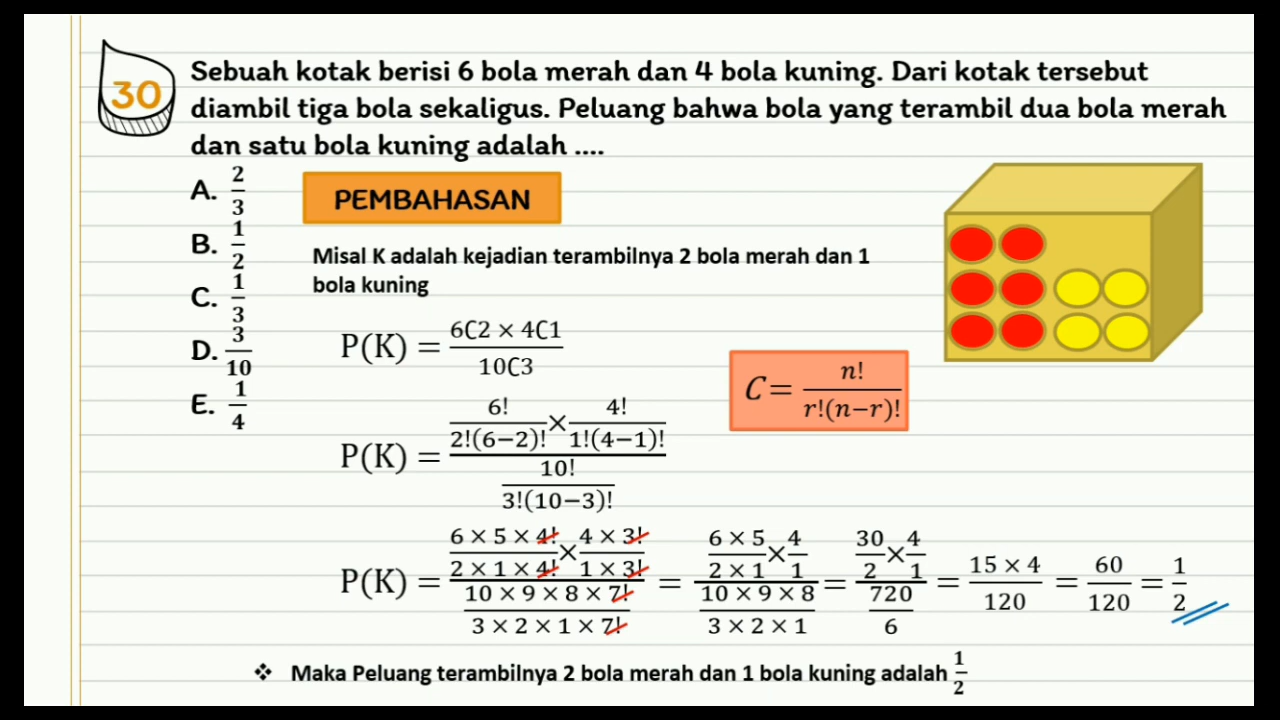 30
Sebuah kotak berisi 6 bola merah dan 4 bola kuning. Dari kotak tersebut
diambil tiga bola sekaligus. Peluang bahwa bola yang terambil dua bola merah
dan satu bola kuning adalah ....
A. 2/3
B. 1/2
C. 1/3
D. 3/10
E. 1/4
PEMBAHASAN
Misal K adalah kejadian terambilnya 2 bola merah dan 1
bola kuning
P(K) = (6C2 × 4C1)/(10C3)
C = n!/(r!(n−r)!)
P(K) = (6!/(2!(6−2)!) × 4!/(1!(4−1)!))/(10!/(3!(10−3)!))
P(K) = ((6 × 5 × 4!)/(2 × 1 × 4!) × (4 × 3!)/(1 × 3!))/((10 × 9 × 8 × 7!)/(3 × 2 × 1 × 7!)) = ((6 × 5)/(2 × 1) × 4/1)/((10 × 9 × 8)/(3 × 2 × 1)) = (30/2 × 4/1)/(720/6) = (15 × 4)/120 = 60/120 = 1/2
❖ Maka Peluang terambilnya 2 bola merah dan 1 bola kuning adalah 1/2